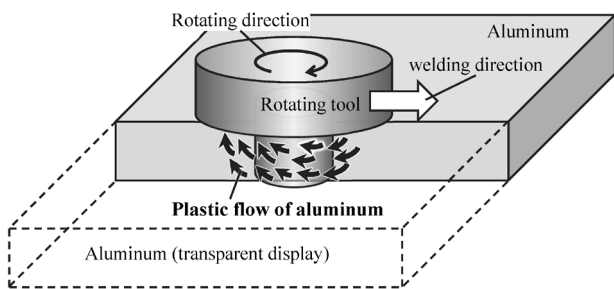 Rotating direction
Aluminum
welding direction
Rotating tool
Plastic flow of aluminum
Aluminum (transparent display)